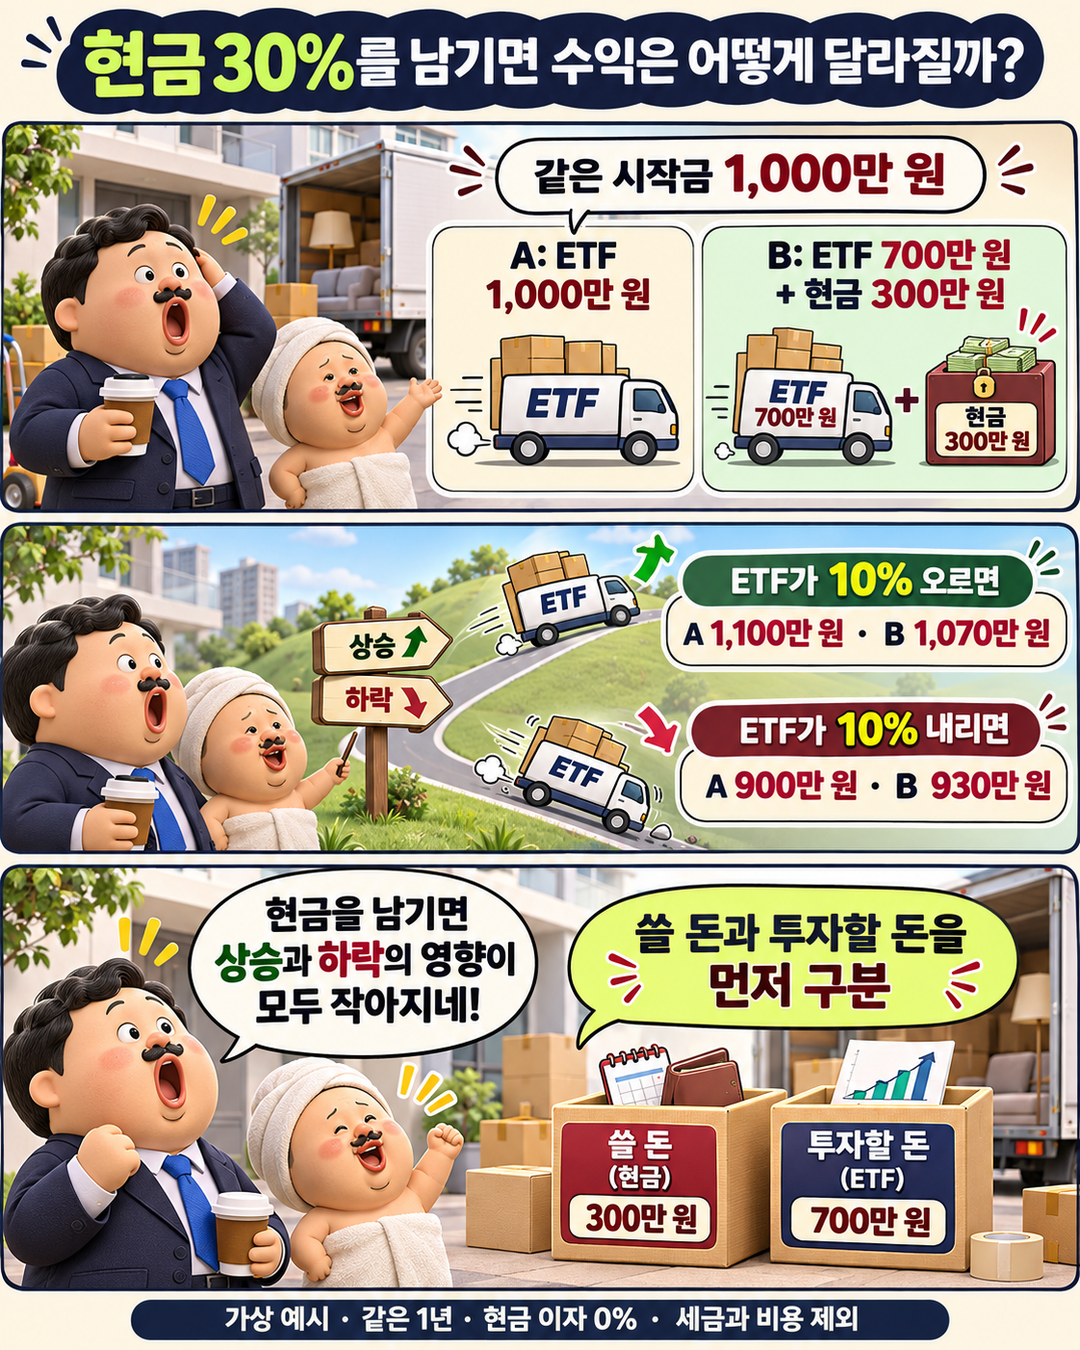 현금 30%를 남기면 수익은 어떻게 달라질까?
같은 시작금 1,000만 원
A: ETF
1,000만 원
ETF
B: ETF 700만 원
+ 현금 300만 원
ETF
700만 원
+
현금
300만 원
상승
하락
ETF
ETF
ETF가 10% 오르면
A 1,100만 원 · B 1,070만 원
ETF가 10% 내리면
A 900만 원 · B 930만 원
현금을 남기면
상승과 하락의 영향이
모두 작아지네!
쓸 돈과 투자할 돈을
먼저 구분
쓸 돈
(현금)
300만 원
투자할 돈
(ETF)
700만 원
가상 예시 · 같은 1년 · 현금 이자 0% · 세금과 비용 제외